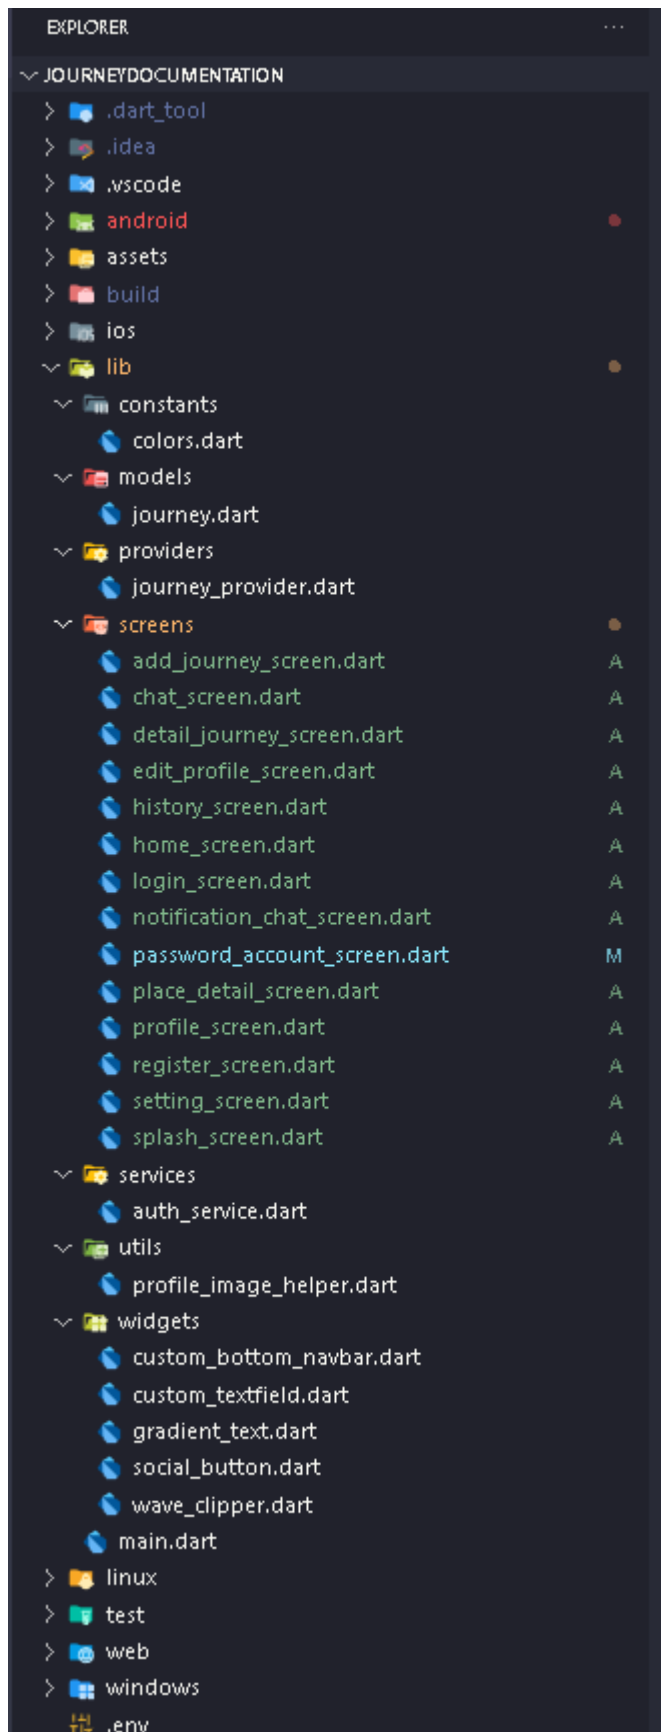 EXPLORER ...
JOURNEYDOCUMENTATION
.dart_tool
.idea
.vscode
android
assets
build
ios
lib
constants
colors.dart
models
journey.dart
providers
journey_provider.dart
screens
add_journey_screen.dart A
chat_screen.dart A
detail_journey_screen.dart A
edit_profile_screen.dart A
history_screen.dart A
home_screen.dart A
login_screen.dart A
notification_chat_screen.dart A
password_account_screen.dart M
place_detail_screen.dart A
profile_screen.dart A
register_screen.dart A
setting_screen.dart A
splash_screen.dart A
services
auth_service.dart
utils
profile_image_helper.dart
widgets
custom_bottom_navbar.dart
custom_textfield.dart
gradient_text.dart
social_button.dart
wave_clipper.dart
main.dart
linux
test
web
windows
.env